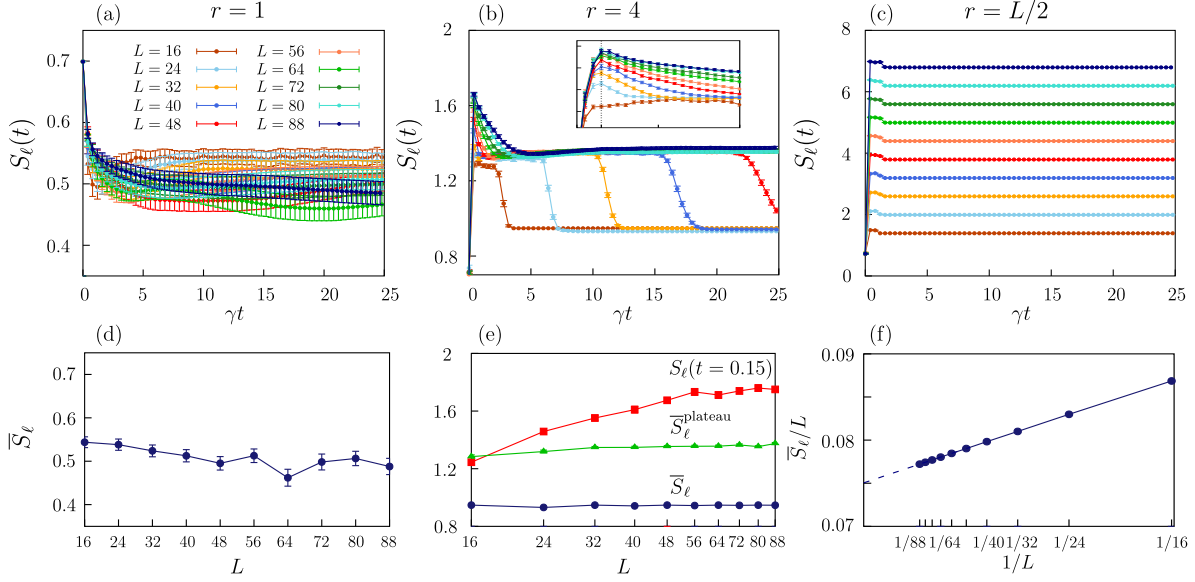 (a) r = 1
(b) r = 4
(c) r = L/2
L = 16 L = 56
L = 24 L = 64
L = 32 L = 72
L = 40 L = 80
L = 48 L = 88
0.7
0.6
0.5
0.4
S_ℓ(t)
0 5 10 15 20 25
γt
2
1.6
1.2
0.8
S_ℓ(t)
0 5 10 15 20 25
γt
8
6
4
2
0
S_ℓ(t)
0 5 10 15 20 25
γt
(d)
0.7
0.6
0.5
0.4
S̅_ℓ
16 24 32 40 48 56 64 72 80 88
L
(e)
2
1.6
1.2
0.8
S_ℓ(t = 0.15)
S̅_ℓ^plateau
S̅_ℓ
16 24 32 40 48 56 64 72 80 88
L
(f)
0.09
0.08
0.07
S̅_ℓ/L
1/88 1/64 1/40 1/32 1/24 1/16
1/L